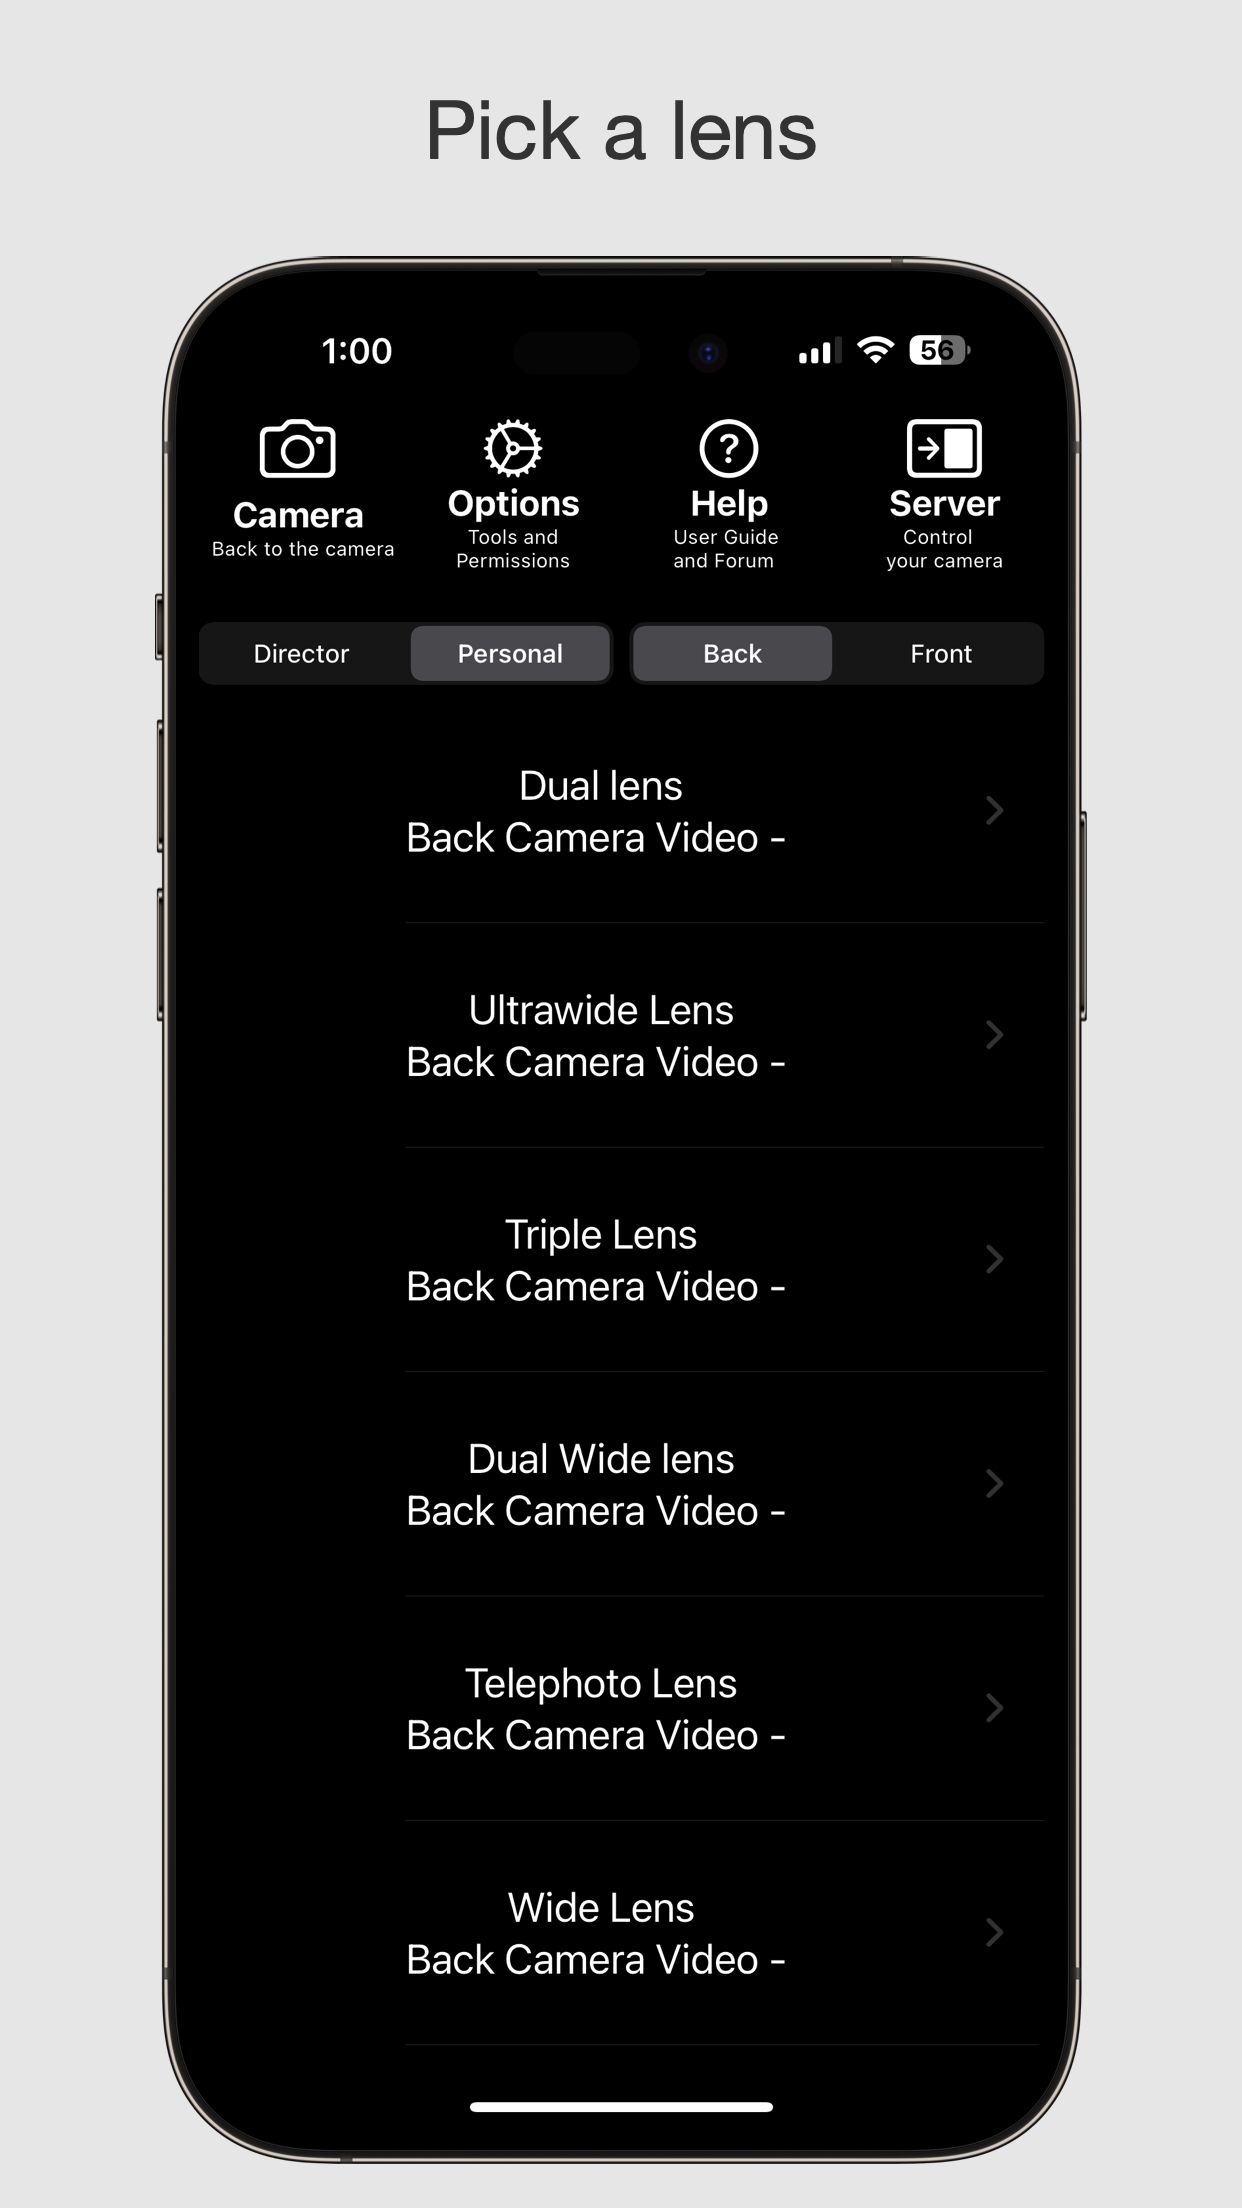 Pick a lens
1:00
56
Camera
Back to the camera
Options
Tools and
Permissions
Help
User Guide
and Forum
Server
Control
your camera
Director
Personal
Back
Front
Dual lens
Back Camera Video -
Ultrawide Lens
Back Camera Video -
Triple Lens
Back Camera Video -
Dual Wide lens
Back Camera Video -
Telephoto Lens
Back Camera Video -
Wide Lens
Back Camera Video -